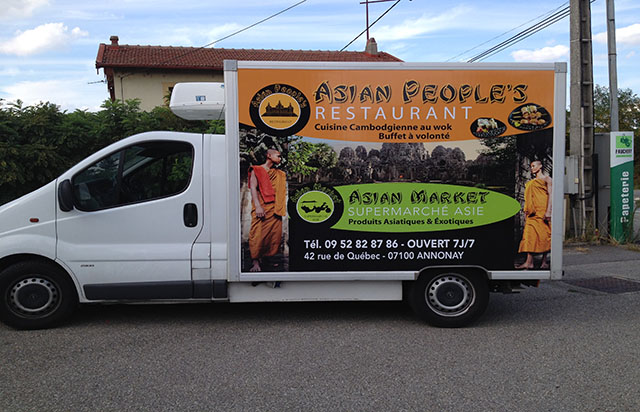 ASIAN PEOPLE'S
RESTAURANT
Cuisine Cambodgienne au wok
Buffet à volonté
ASIAN MARKET
SUPERMARCHÉ ASIE
Produits Asiatiques & Éxotiques
Tél. 09 52 82 87 86 - OUVERT 7J/7
42 rue de Québec - 07100 ANNONAY
Papeterie